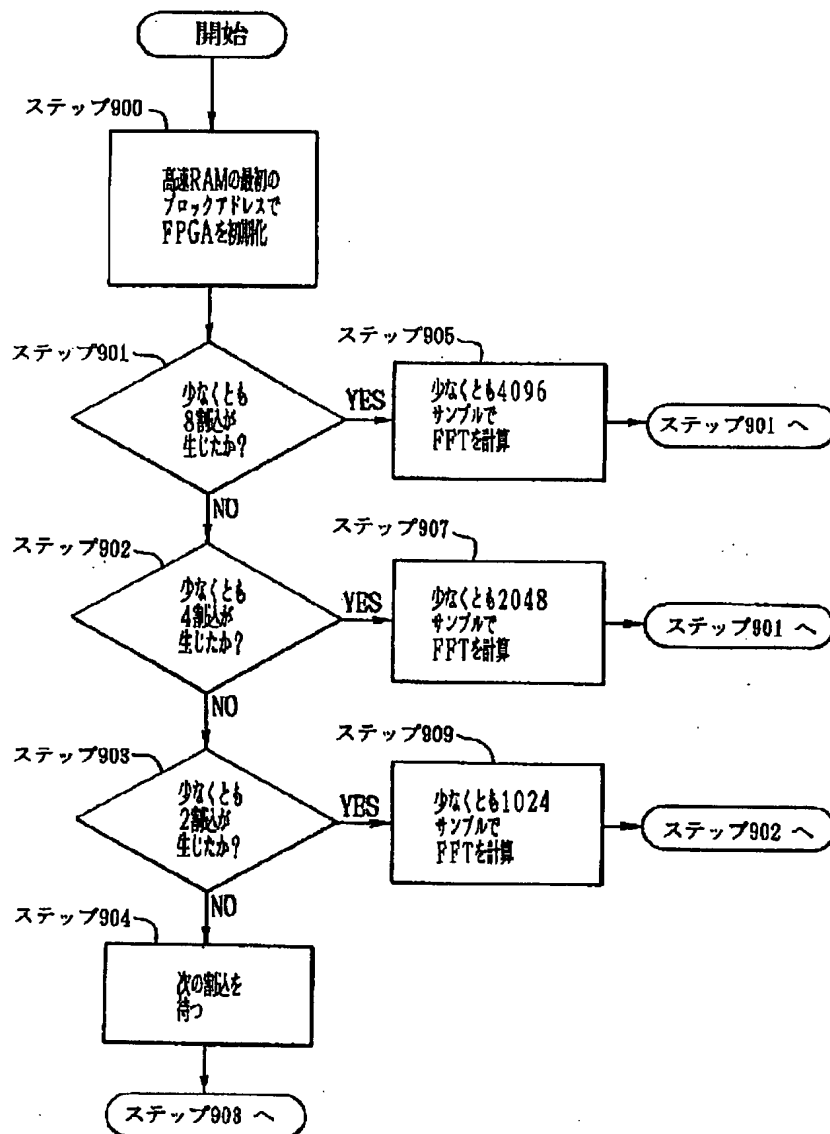 開始
ステップ900
高速RAMの最初の
ブロックアドレスで
FPGAを初期化
ステップ901
少なくとも
8割込が
生じたか?
YES
ステップ905
少なくとも4096
サンプルで
FFTを計算
ステップ901 へ
NO
ステップ902
少なくとも
4割込が
生じたか?
YES
ステップ907
少なくとも2048
サンプルで
FFTを計算
ステップ901 へ
NO
ステップ903
少なくとも
2割込が
生じたか?
YES
ステップ909
少なくとも1024
サンプルで
FFTを計算
ステップ902 へ
NO
ステップ904
次の割込を
待つ
ステップ903 へ